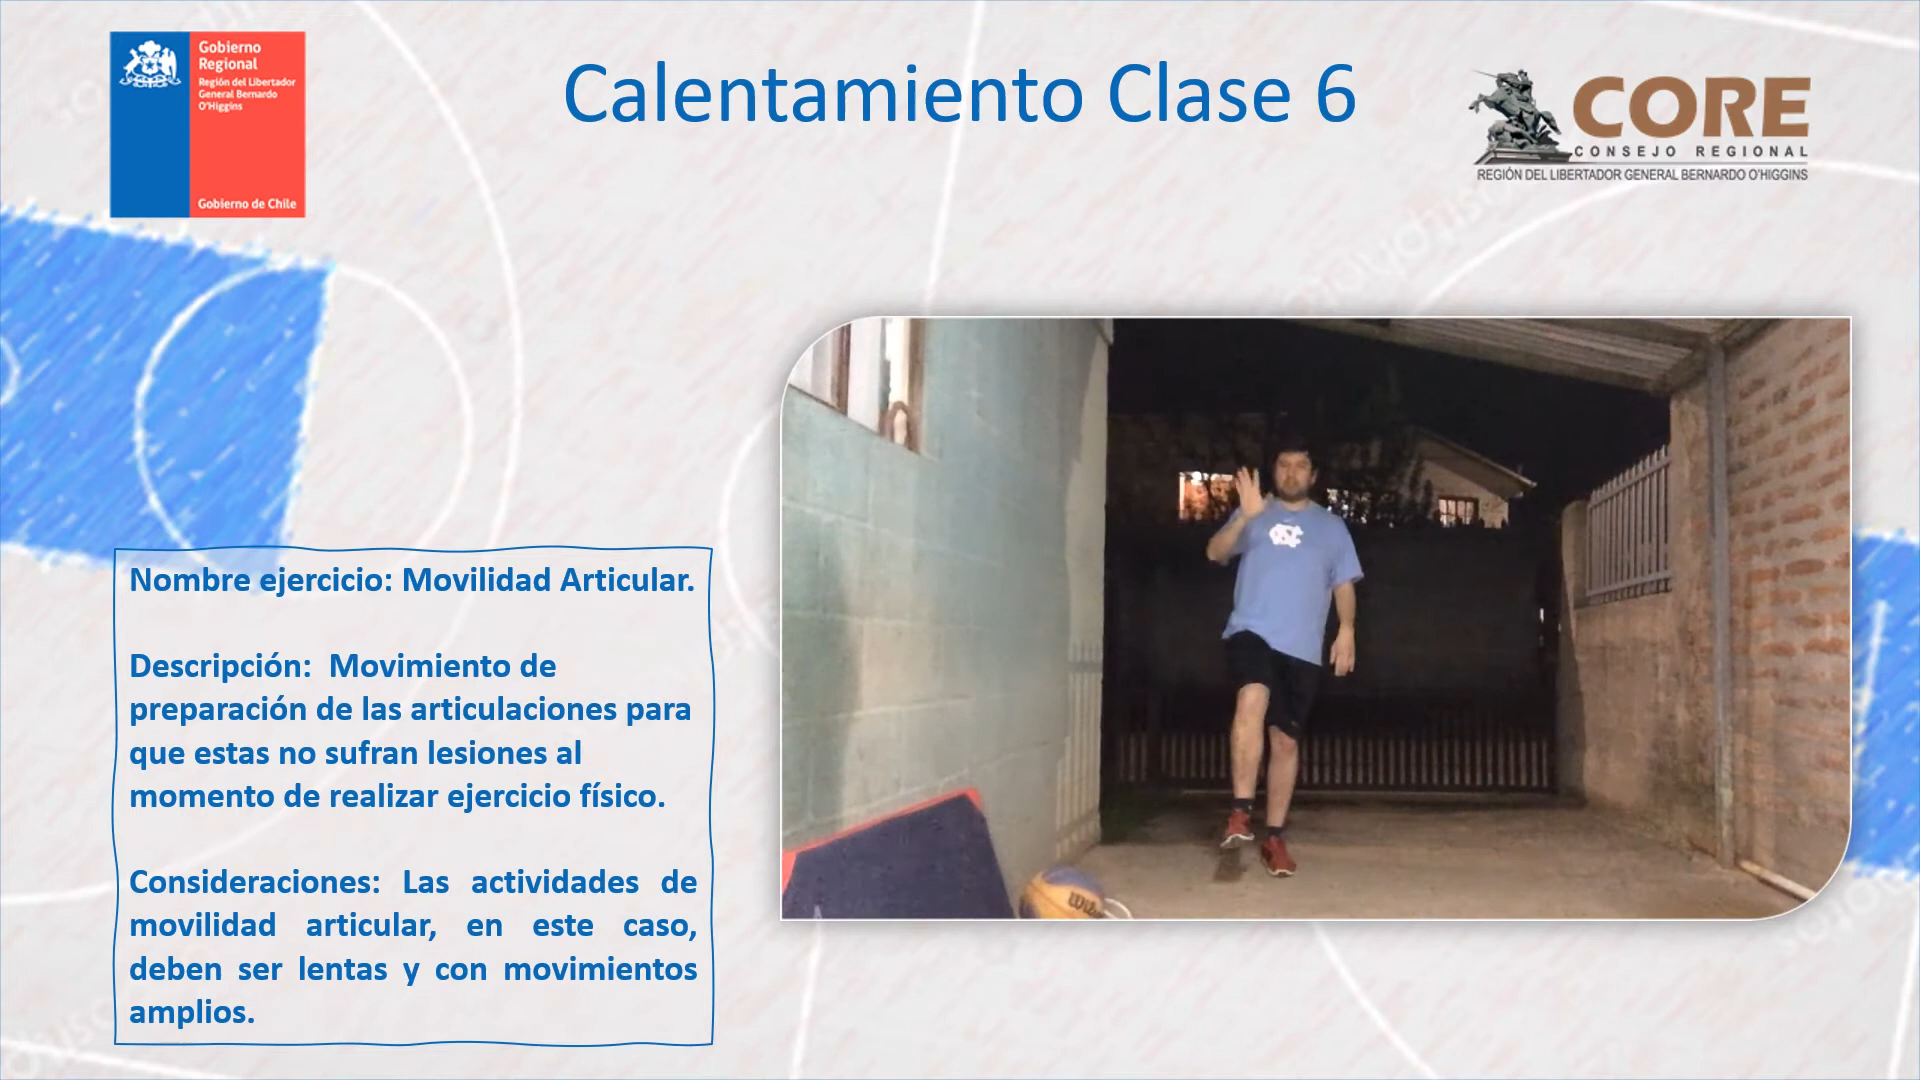 Gobierno
Regional
Región del Libertador
General Bernardo
O'Higgins
Gobierno de Chile
Calentamiento Clase 6
CORE
CONSEJO REGIONAL
REGIÓN DEL LIBERTADOR GENERAL BERNARDO O'HIGGINS
Nombre ejercicio: Movilidad Articular.
Descripción: Movimiento de
preparación de las articulaciones para
que estas no sufran lesiones al
momento de realizar ejercicio físico.
Consideraciones: Las actividades de
movilidad articular, en este caso,
deben ser lentas y con movimientos
amplios.
NC